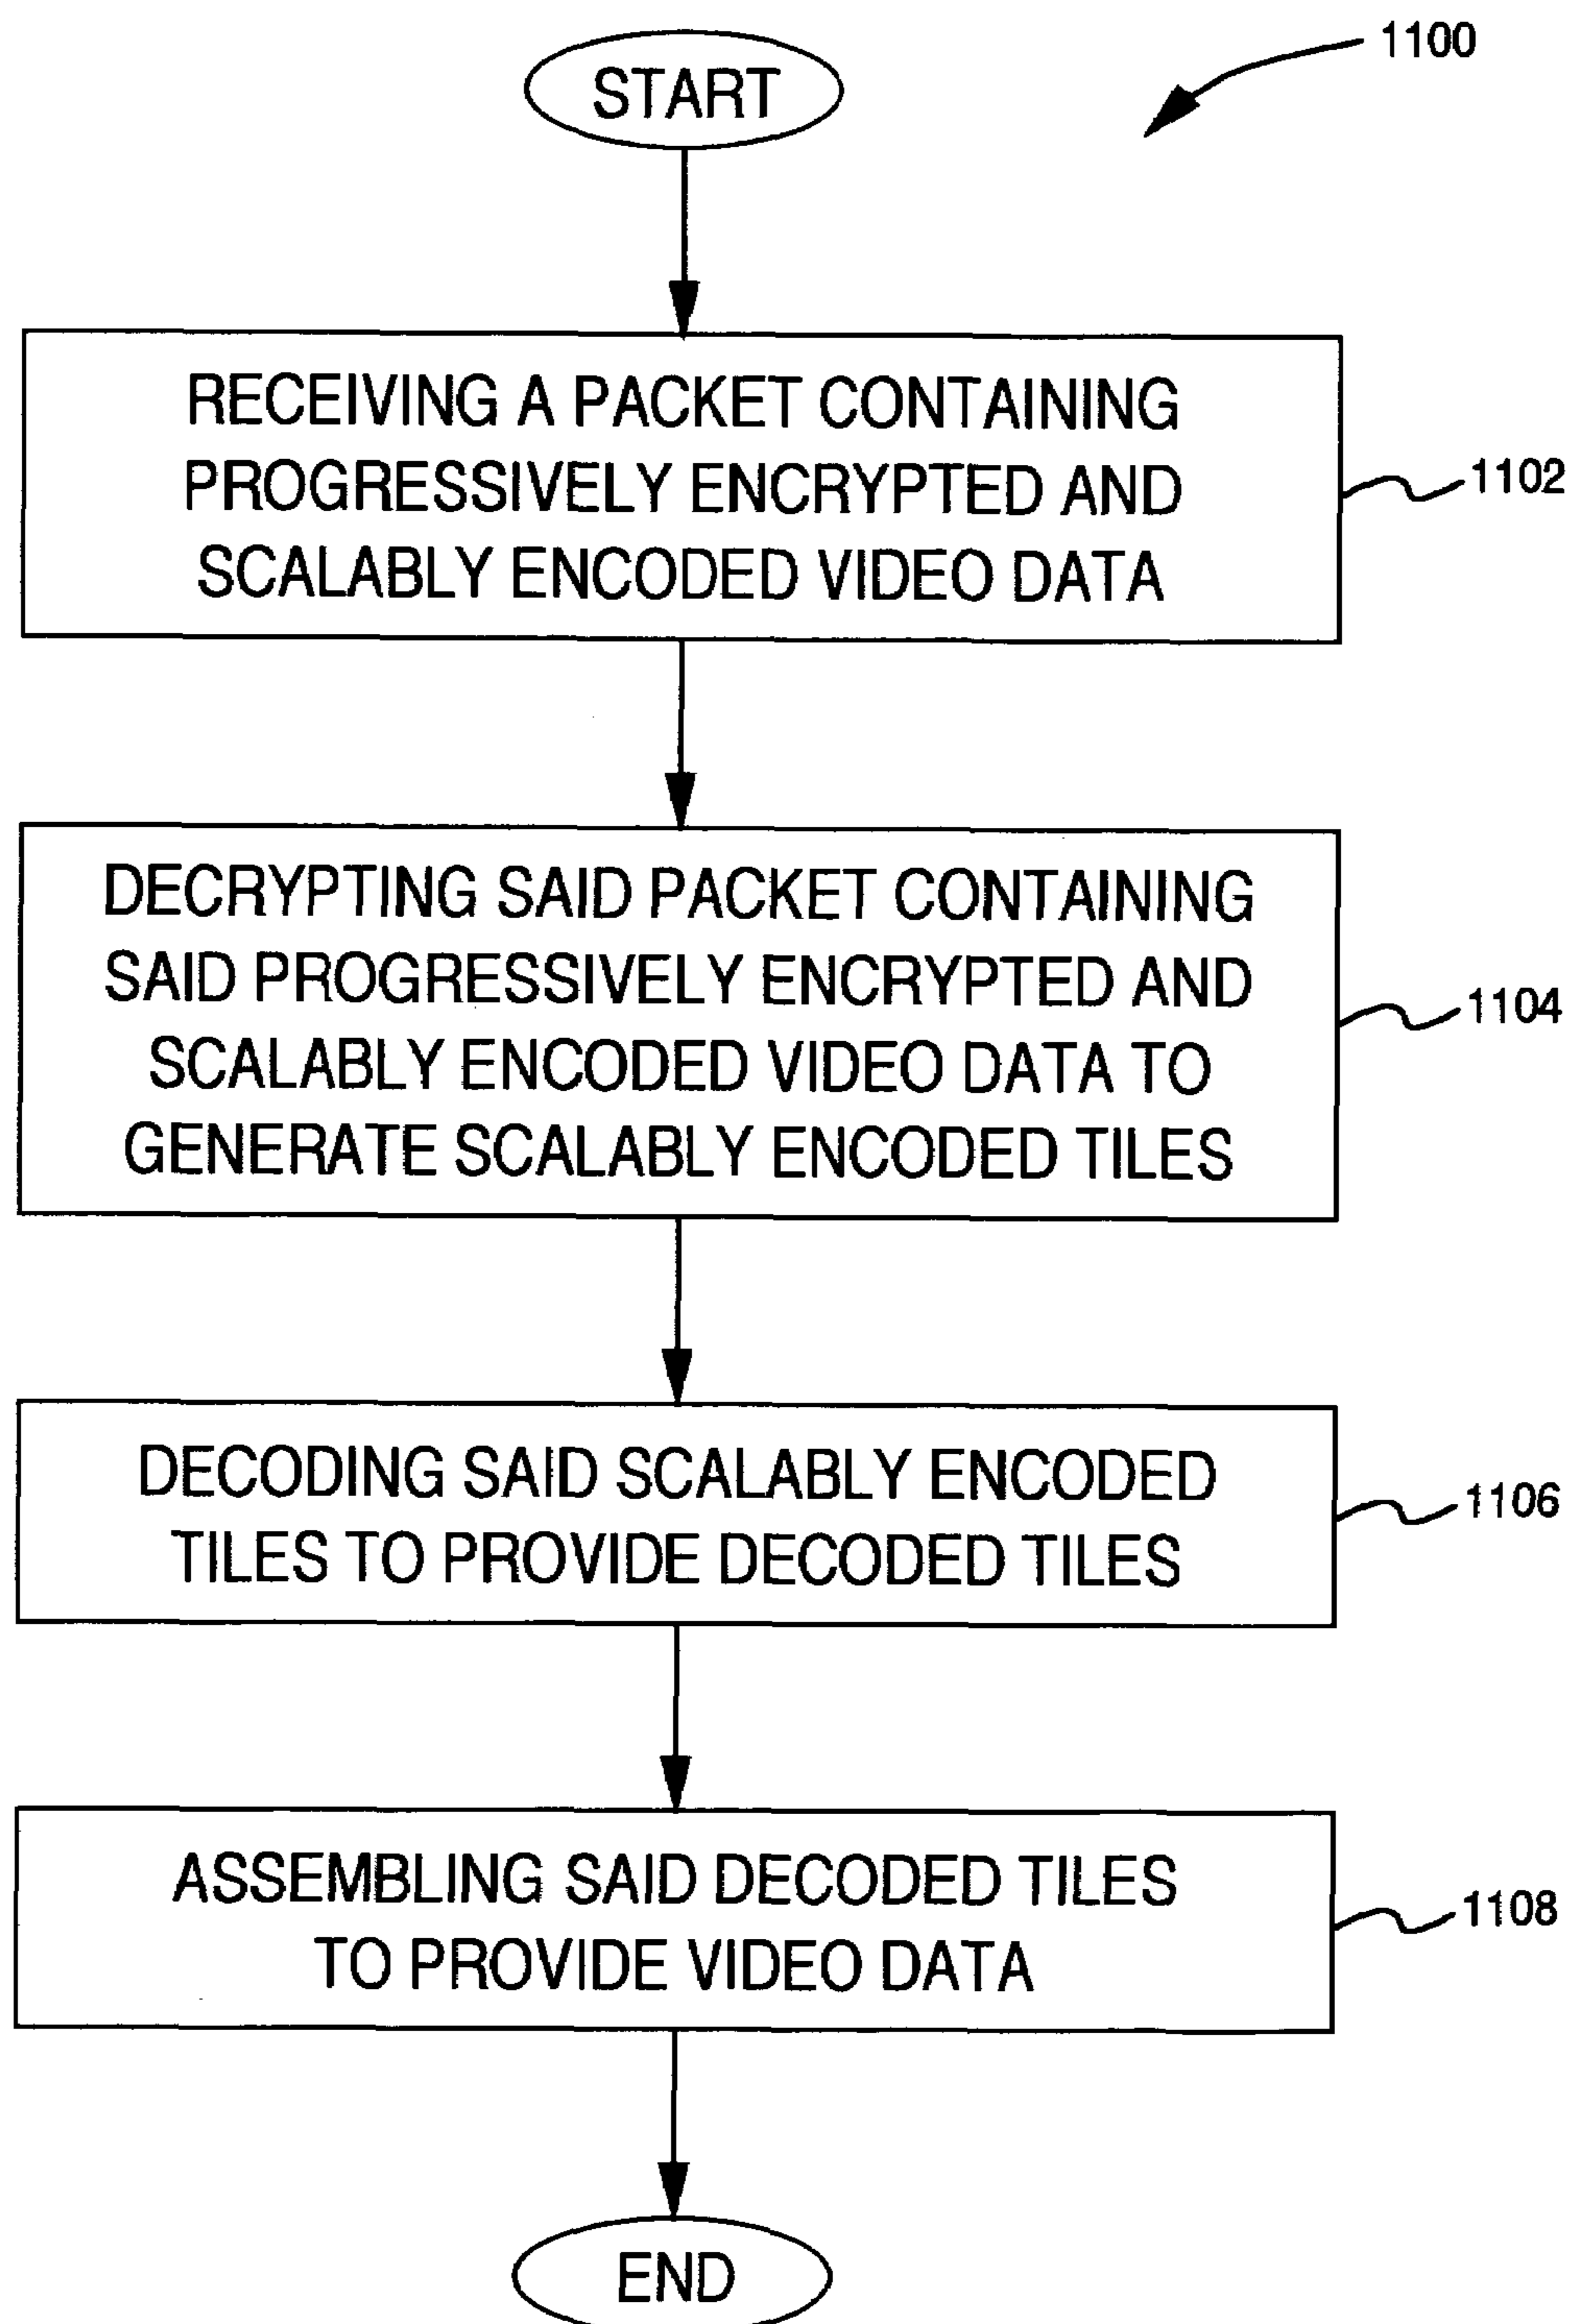 1100
START
RECEIVING A PACKET CONTAINING
PROGRESSIVELY ENCRYPTED AND
SCALABLY ENCODED VIDEO DATA
1102
DECRYPTING SAID PACKET CONTAINING
SAID PROGRESSIVELY ENCRYPTED AND
SCALABLY ENCODED VIDEO DATA TO
GENERATE SCALABLY ENCODED TILES
1104
DECODING SAID SCALABLY ENCODED
TILES TO PROVIDE DECODED TILES
1106
ASSEMBLING SAID DECODED TILES
TO PROVIDE VIDEO DATA
1108
END